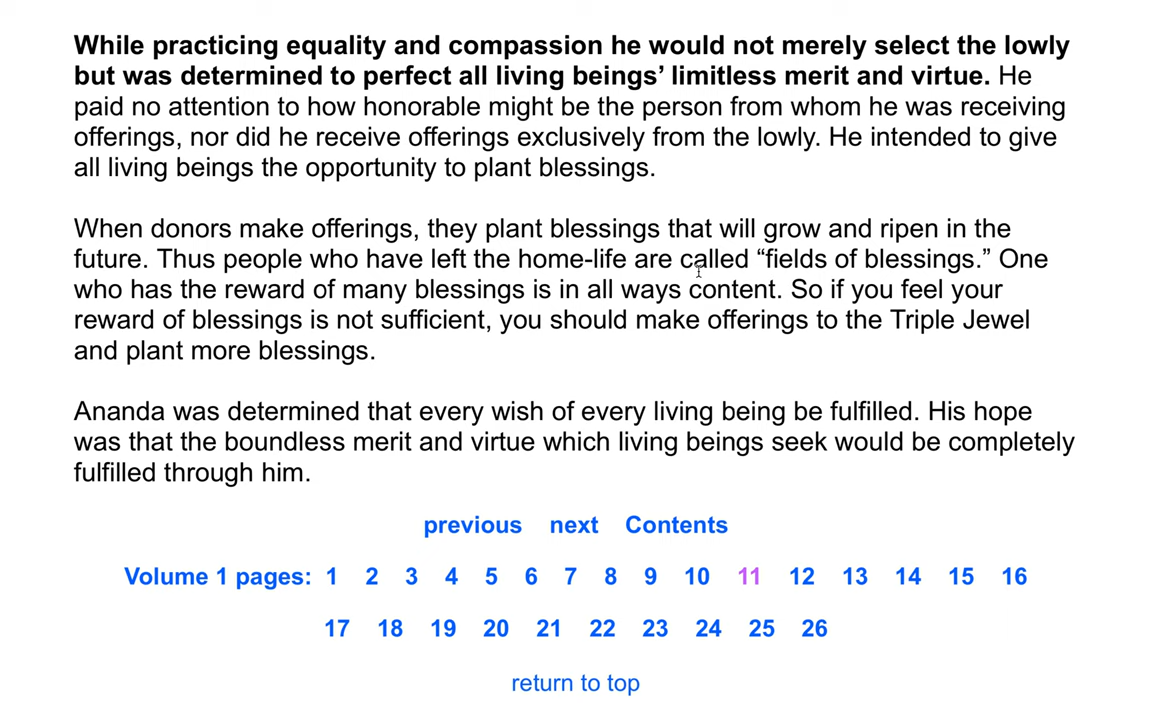 While practicing equality and compassion he would not merely select the lowly
but was determined to perfect all living beings’ limitless merit and virtue. He
paid no attention to how honorable might be the person from whom he was receiving
offerings, nor did he receive offerings exclusively from the lowly. He intended to give
all living beings the opportunity to plant blessings.
When donors make offerings, they plant blessings that will grow and ripen in the
future. Thus people who have left the home-life are called “fields of blessings.” One
who has the reward of many blessings is in all ways content. So if you feel your
reward of blessings is not sufficient, you should make offerings to the Triple Jewel
and plant more blessings.
Ananda was determined that every wish of every living being be fulfilled. His hope
was that the boundless merit and virtue which living beings seek would be completely
fulfilled through him.
previous next Contents
Volume 1 pages: 1 2 3 4 5 6 7 8 9 10 11 12 13 14 15 16
17 18 19 20 21 22 23 24 25 26
return to top